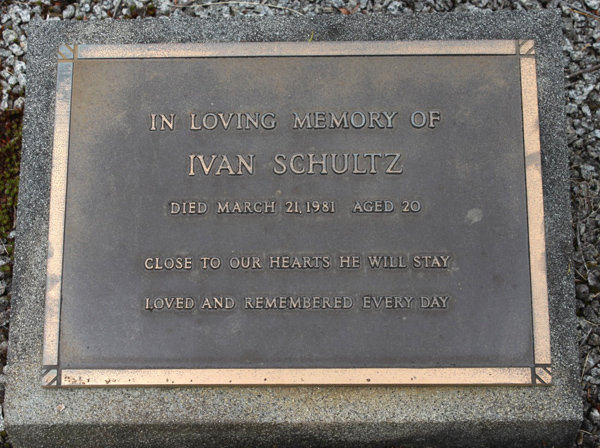 IN LOVING MEMORY OF
IVAN SCHULTZ
DIED MARCH 21, 1981 AGED 20
CLOSE TO OUR HEARTS HE WILL STAY
LOVED AND REMEMBERED EVERY DAY